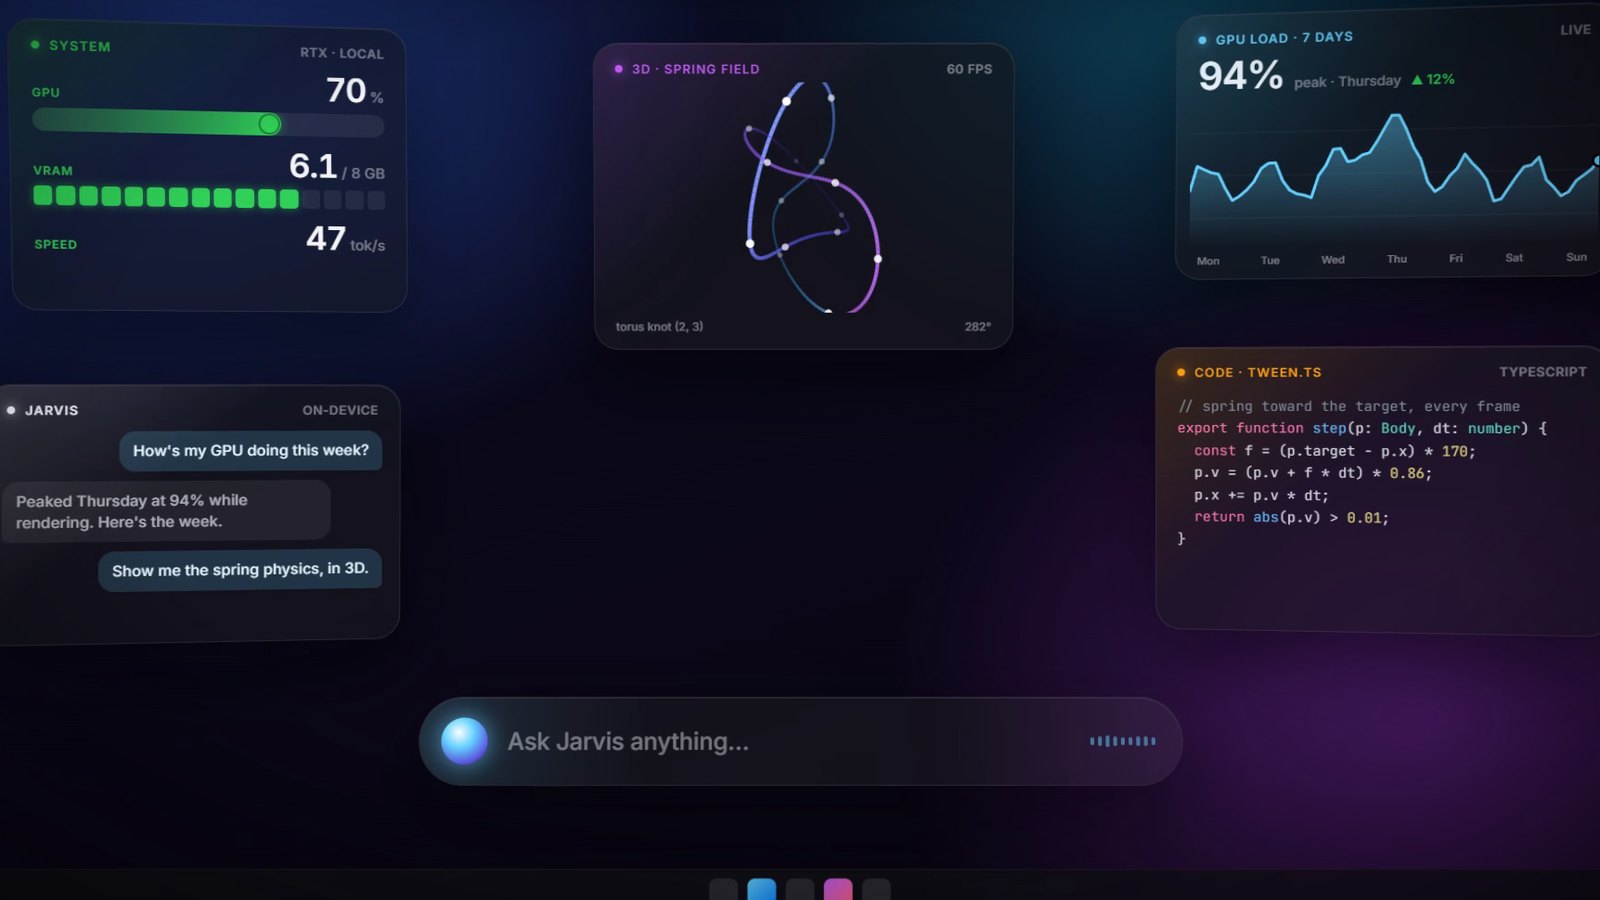 SYSTEM
RTX · LOCAL
GPU
70 %
VRAM
6.1 / 8 GB
SPEED
47 tok/s
3D · SPRING FIELD
60 FPS
torus knot (2, 3)
282°
GPU LOAD · 7 DAYS
LIVE
94% peak · Thursday ▲ 12%
Mon Tue Wed Thu Fri Sat Sun
JARVIS
ON-DEVICE
How's my GPU doing this week?
Peaked Thursday at 94% while
rendering. Here's the week.
Show me the spring physics, in 3D.
CODE · TWEEN.TS
TYPESCRIPT
// spring toward the target, every frame
export function step(p: Body, dt: number) {
  const f = (p.target - p.x) * 170;
  p.v = (p.v + f * dt) * 0.86;
  p.x += p.v * dt;
  return abs(p.v) > 0.01;
}
Ask Jarvis anything...